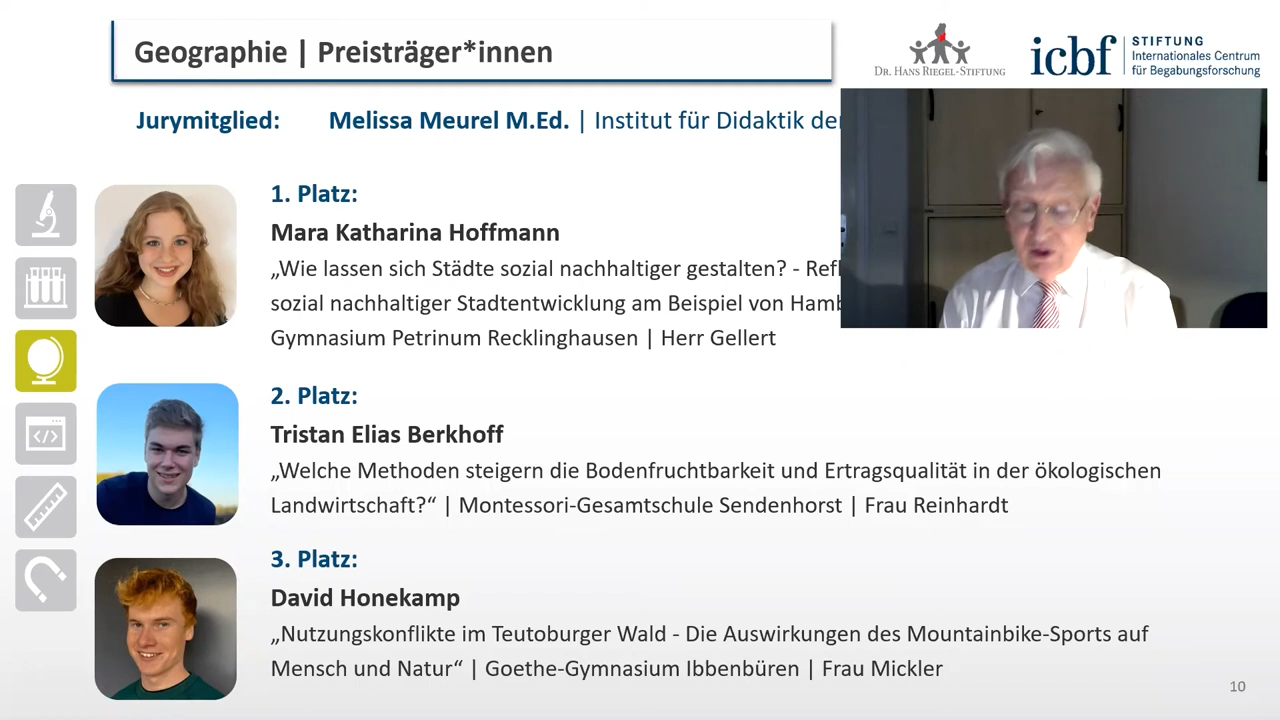 Geographie | Preisträger*innen
DR. HANS RIEGEL-STIFTUNG
icbf
STIFTUNG
Internationales Centrum
für Begabungsforschung
Jurymitglied: Melissa Meurel M.Ed. | Institut für Didaktik
1. Platz:
Mara Katharina Hoffmann
„Wie lassen sich Städte sozial nachhaltiger gestalten? -
sozial nachhaltiger Stadtentwicklung am Beispiel von
Gymnasium Petrinum Recklinghausen | Herr Gellert
2. Platz:
Tristan Elias Berkhoff
„Welche Methoden steigern die Bodenfruchtbarkeit und Ertragsqualität in der ökologischen
Landwirtschaft?“ | Montessori-Gesamtschule Sendenhorst | Frau Reinhardt
3. Platz:
David Honekamp
„Nutzungskonflikte im Teutoburger Wald - Die Auswirkungen des Mountainbike-Sports auf
Mensch und Natur“ | Goethe-Gymnasium Ibbenbüren | Frau Mickler
10